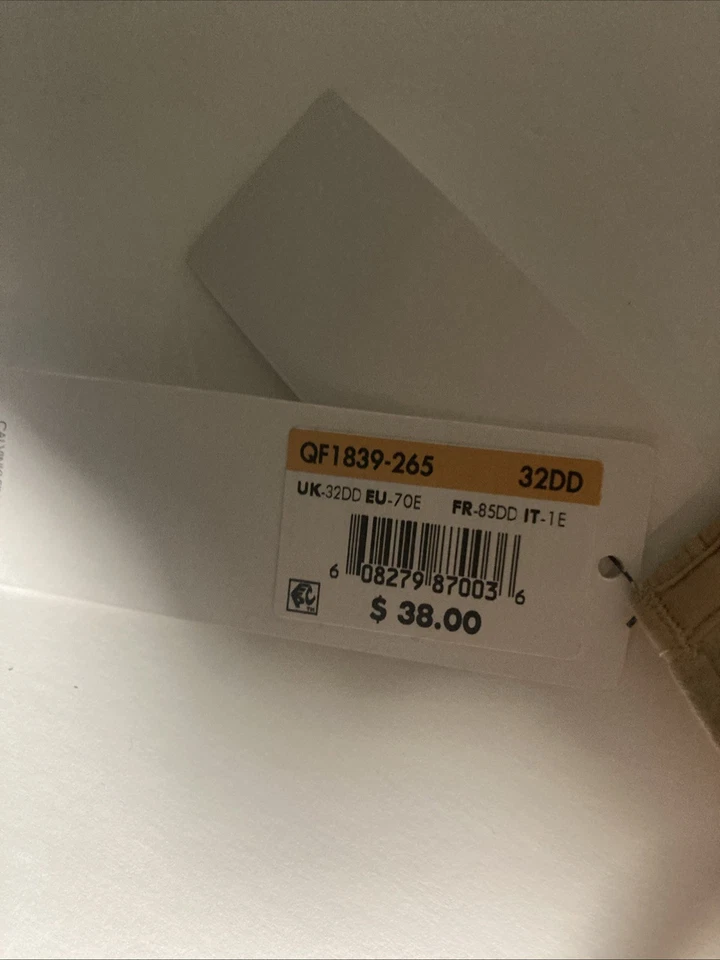 QF1839-265 32DD
UK-32DD EU-70E FR-85DD IT-1E
6 08279 87003 6
$ 38.00